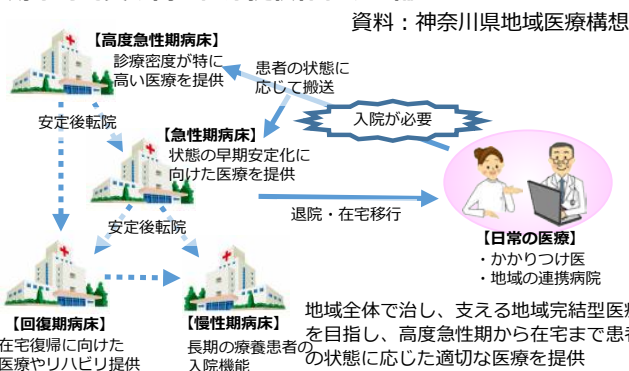 資料：神奈川県地域医療構想
【高度急性期病床】
診療密度が特に
高い医療を提供
患者の状態に
応じて搬送
入院が必要
安定後転院
【急性期病床】
状態の早期安定化に
向けた医療を提供
退院・在宅移行
【日常の医療】
・かかりつけ医
・地域の連携病院
安定後転院
【回復期病床】
在宅復帰に向けた
医療やリハビリ提供
【慢性期病床】
長期の療養患者の
入院機能
地域全体で治し、支える地域完結型医療
を目指し、高度急性期から在宅まで患者
の状態に応じた適切な医療を提供